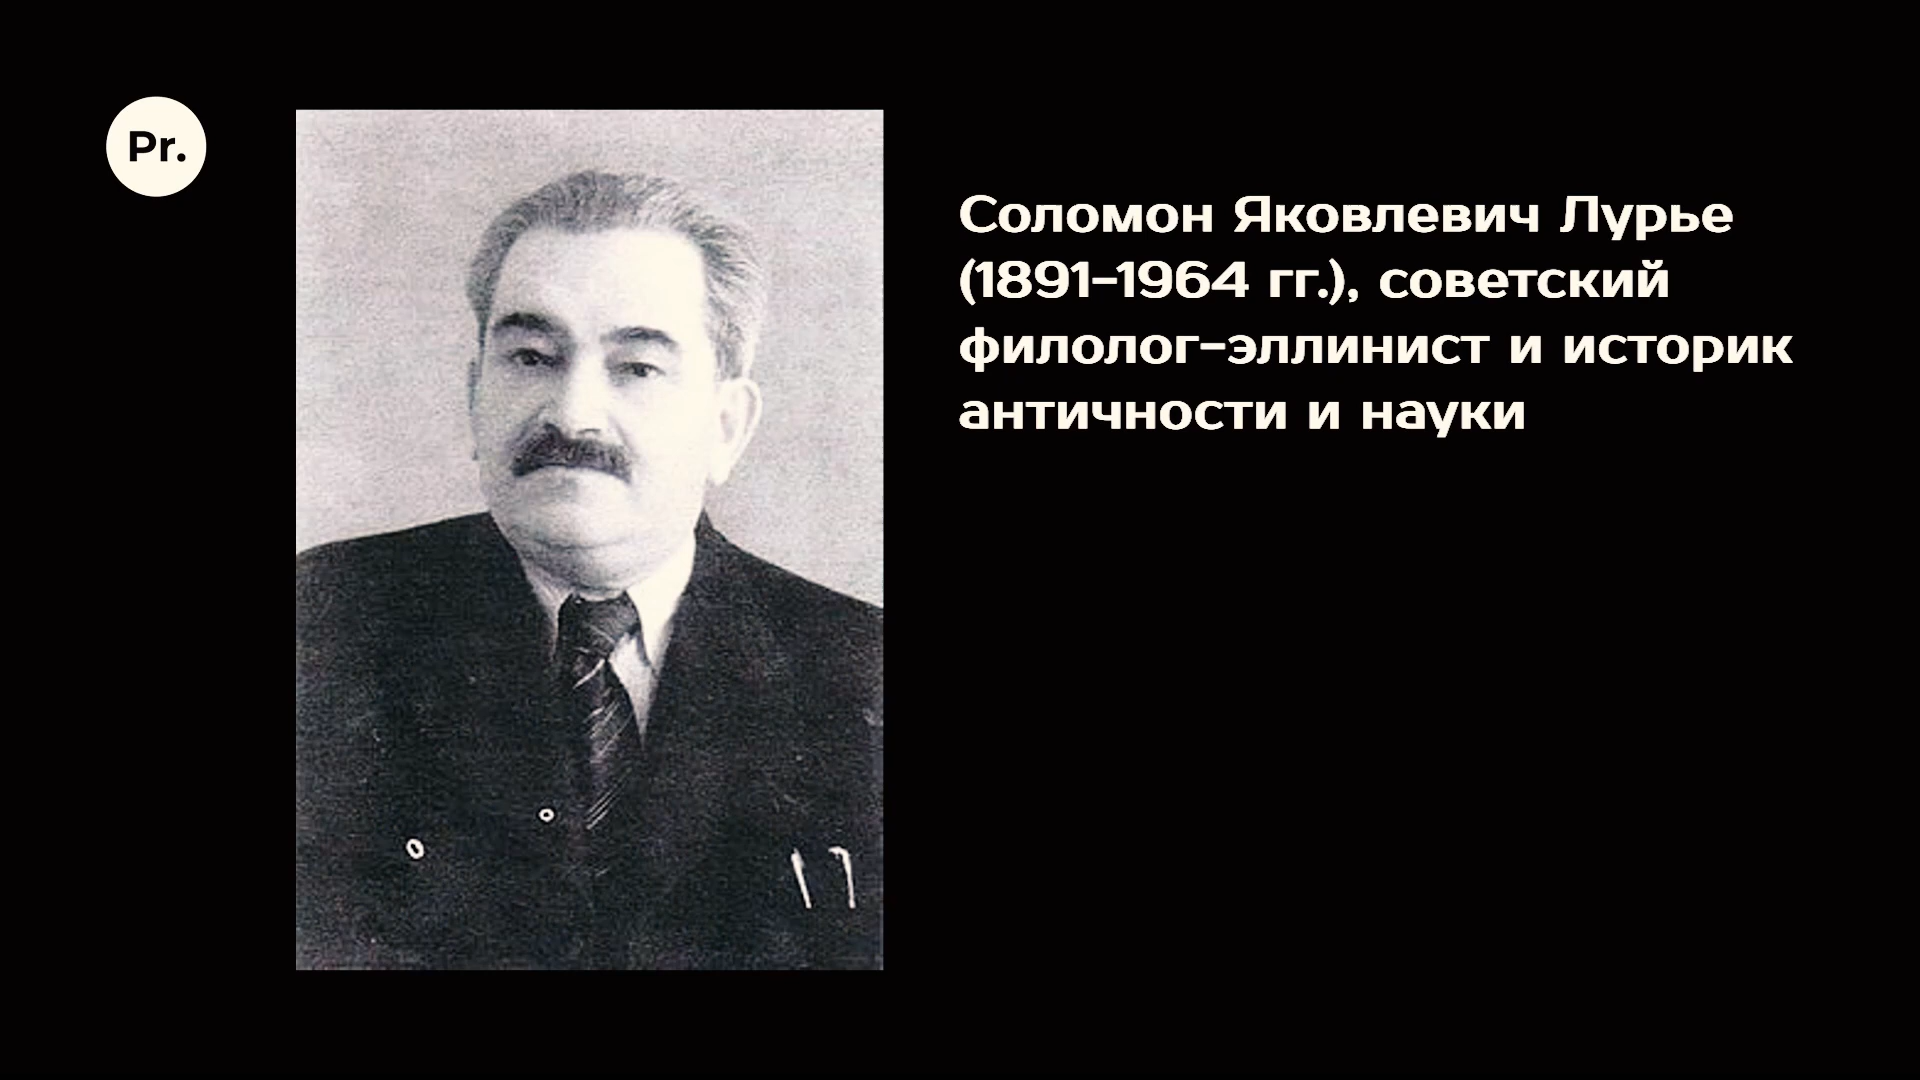 Pr.
Соломон Яковлевич Лурье
(1891–1964 гг.), советский
филолог-эллинист и историк
античности и науки